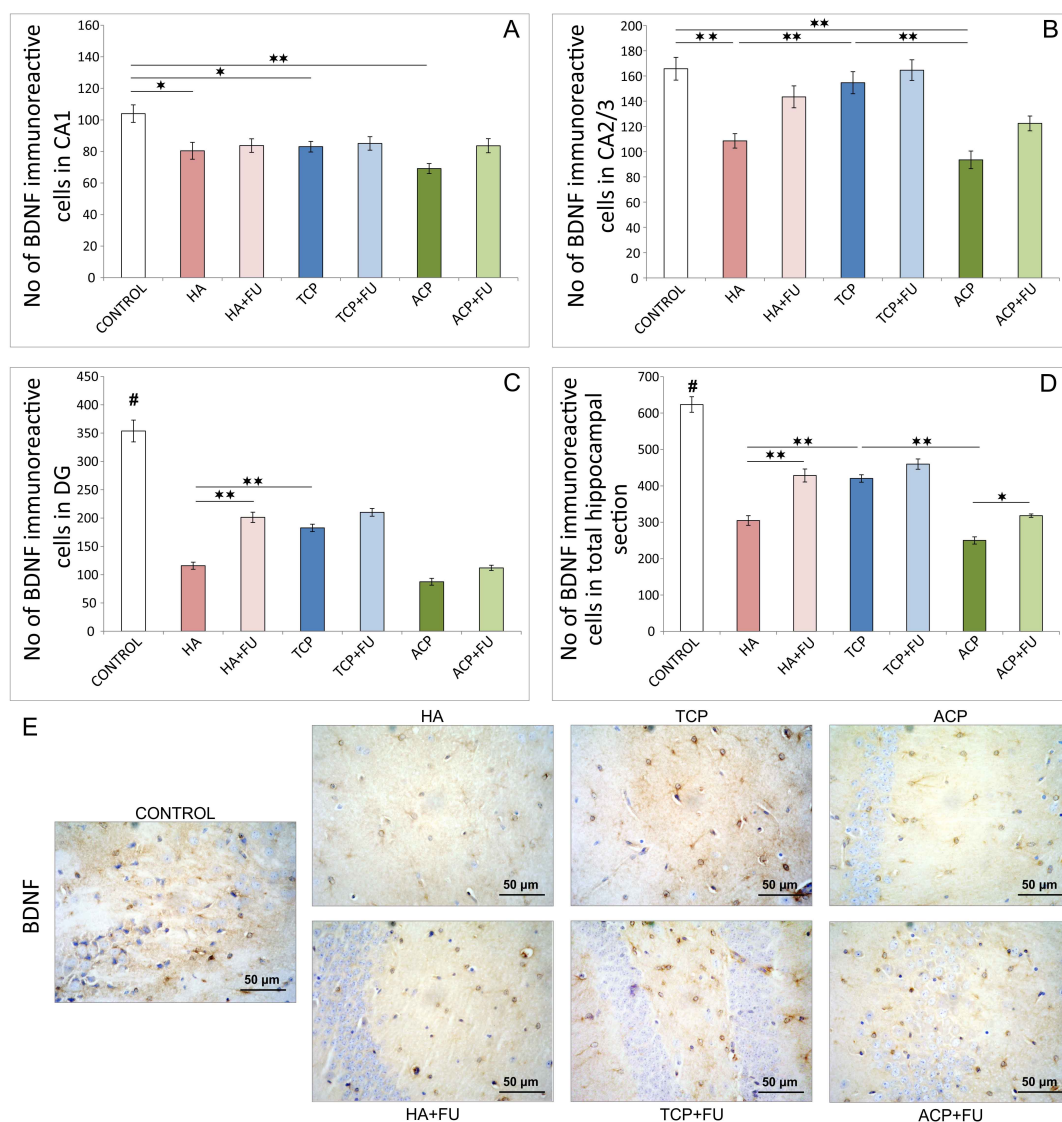 A
No of BDNF immunoreactive
cells in CA1
160
140
120
100
80
60
40
20
0
✶✶
✶
✶
CONTROL
HA
HA+FU
TCP
TCP+FU
ACP
ACP+FU
B
No of BDNF immunoreactive
cells in CA2/3
200
180
160
140
120
100
80
60
40
20
0
✶✶
✶✶ ✶✶ ✶✶
CONTROL
HA
HA+FU
TCP
TCP+FU
ACP
ACP+FU
C
No of BDNF immunoreactive
cells in DG
450
400
350
300
250
200
150
100
50
0
#
✶✶
✶✶
CONTROL
HA
HA+FU
TCP
TCP+FU
ACP
ACP+FU
D
No of BDNF immunoreactive
cells in total hippocampal
section
700
600
500
400
300
200
100
0
#
✶✶ ✶✶
✶✶
✶
CONTROL
HA
HA+FU
TCP
TCP+FU
ACP
ACP+FU
E
BDNF
CONTROL
50 µm
HA
50 µm
TCP
50 µm
ACP
50 µm
50 µm
HA+FU
50 µm
TCP+FU
50 µm
ACP+FU